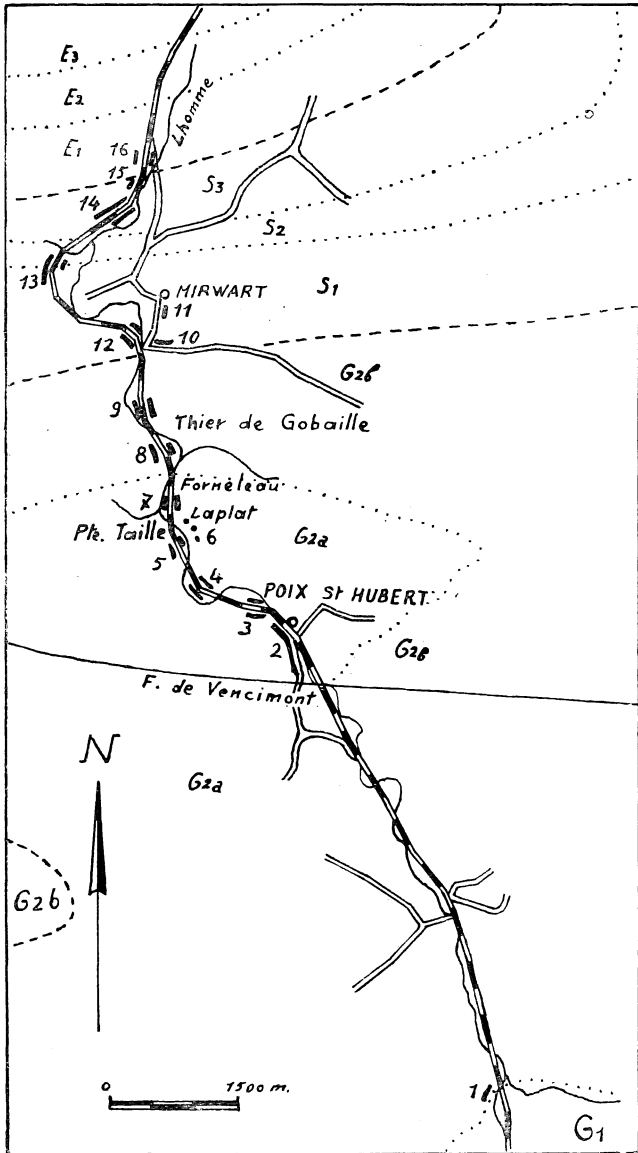 E3
E2
E1
Lhomme
16
15
14
S3
S2
13
MIRWART
S1
11
12
10
G2b
9
Thier de Gobaille
8
Forneteau
7
Laplat
Pte. Taille
6
G2a
5
4
POIX St HUBERT
3
2
G2b
F. de Vencimont
N
G2a
G2b
0
1500 m.
1
G1